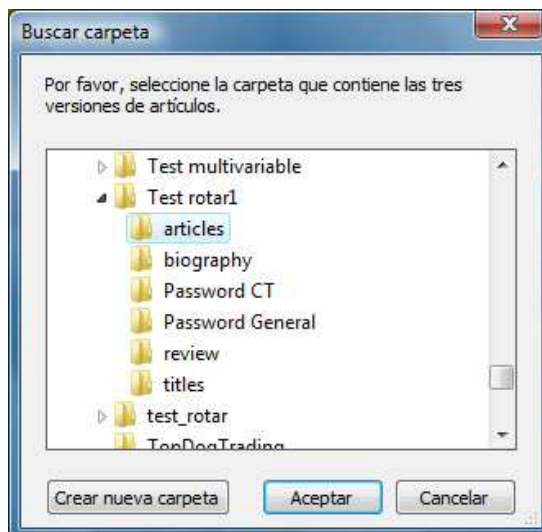 Buscar carpeta
Por favor, seleccione la carpeta que contiene las tres
versiones de artículos.
Test multivariable
Test rotar1
articles
biography
Password CT
Password General
review
titles
test_rotar
TopDogTrading
Crear nueva carpeta
Aceptar
Cancelar